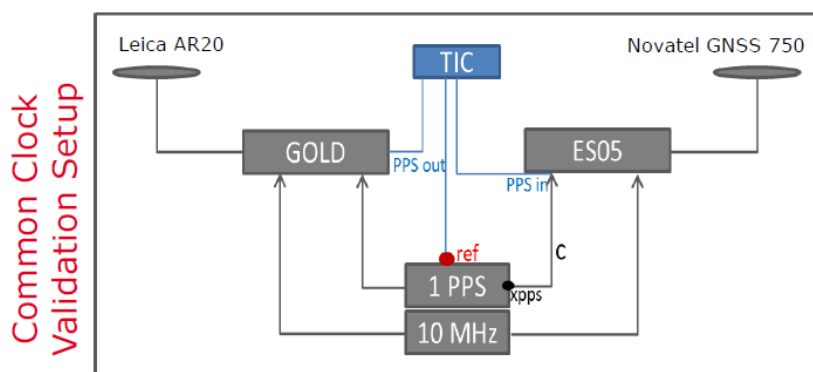 Common Clock
Validation Setup
Leica AR20
Novatel GNSS 750
TIC
GOLD
ES05
PPS out
PPS in
ref
C
1 PPS
xpps
10 MHz